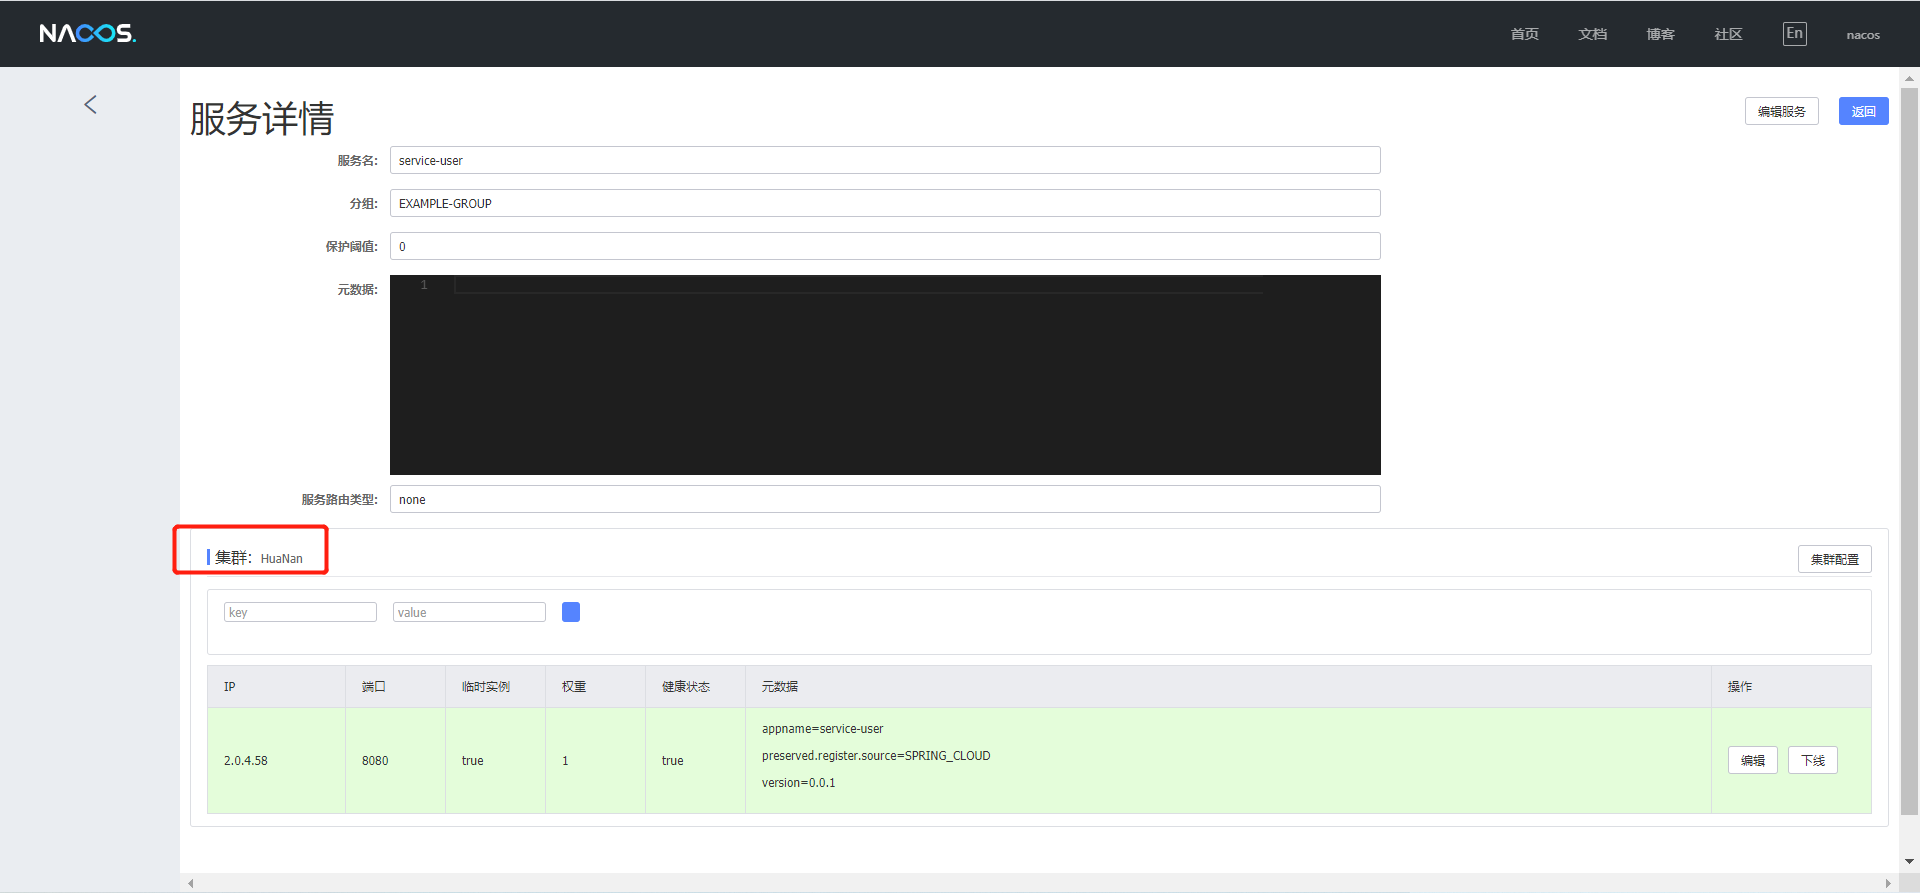 NACOS.
首页 文档 博客 社区 En nacos
服务详情
编辑服务 返回
服务名: service-user
分组: EXAMPLE-GROUP
保护阈值: 0
元数据: 1
服务路由类型: none
集群: HuaNan
集群配置
key value
IP 端口 临时实例 权重 健康状态 元数据 操作
appname=service-user
2.0.4.58 8080 true 1 true preserved.register.source=SPRING_CLOUD 编辑 下线
version=0.0.1